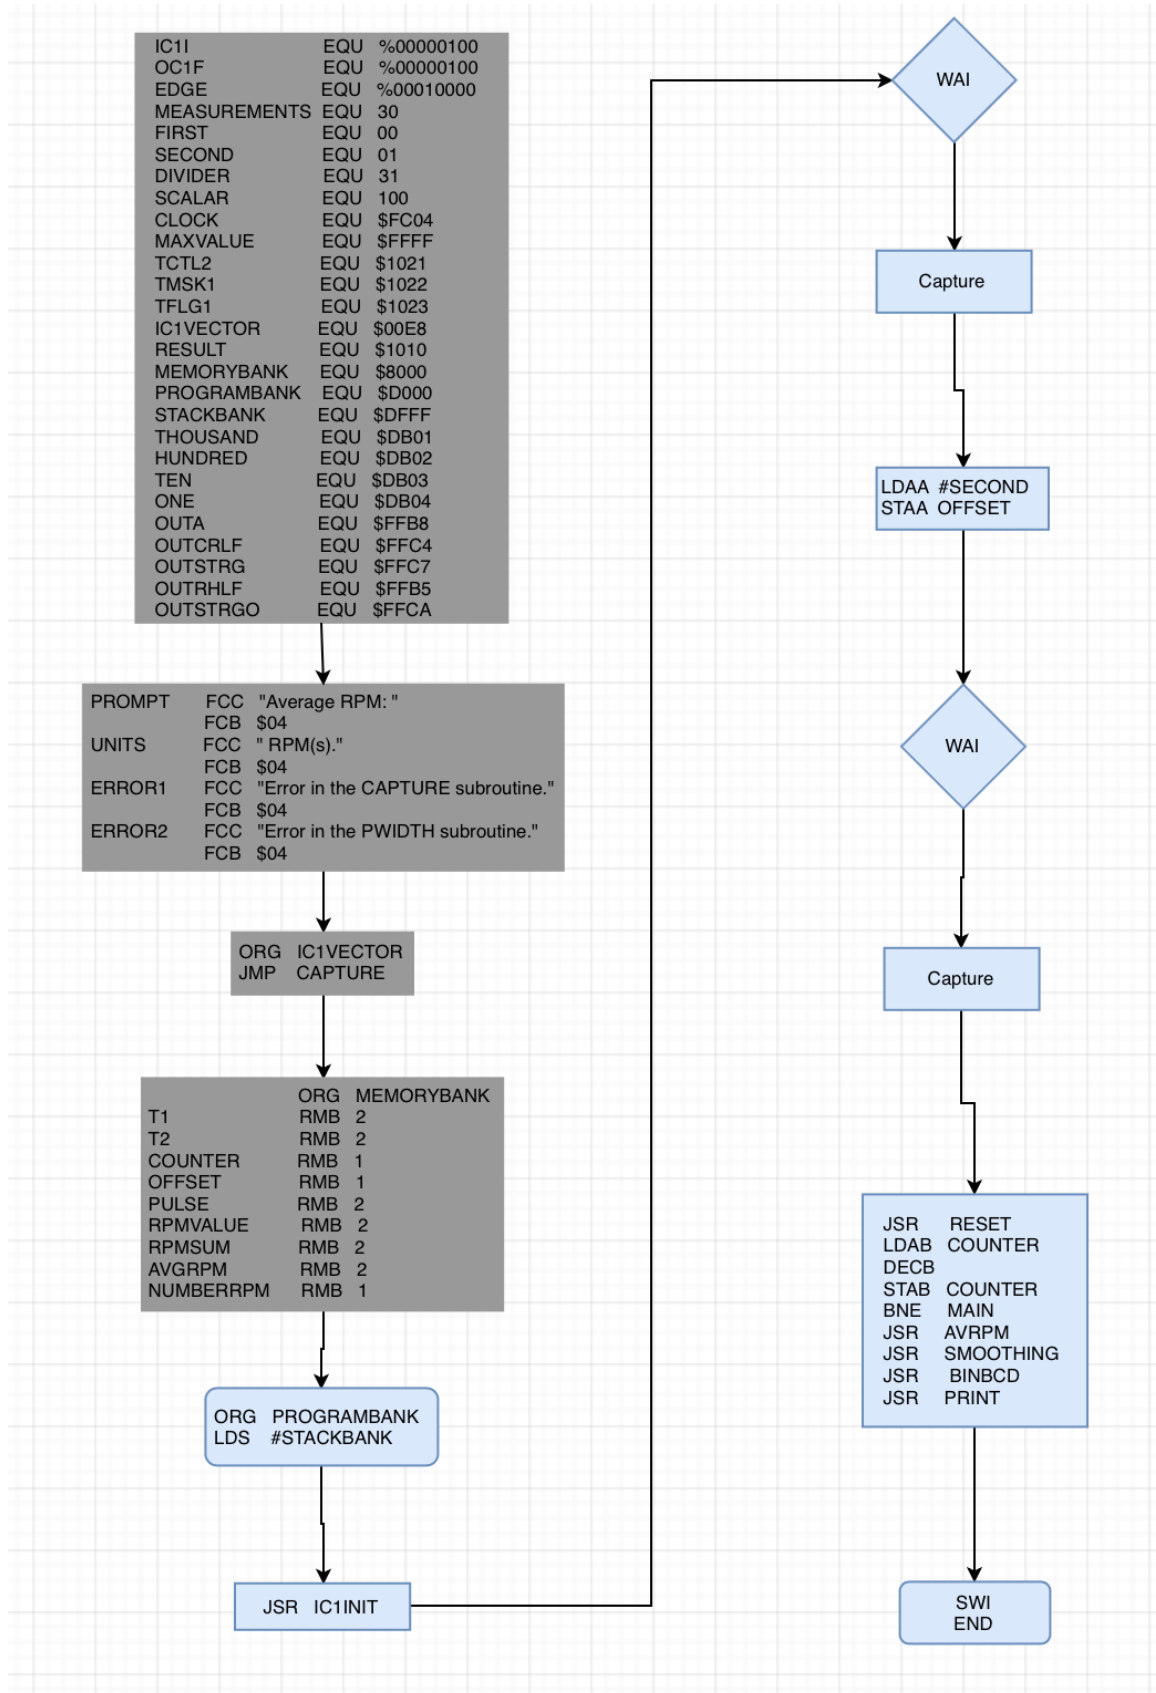 IC1I EQU %00000100
OC1F EQU %00000100
EDGE EQU %00010000
MEASUREMENTS EQU 30
FIRST EQU 00
SECOND EQU 01
DIVIDER EQU 31
SCALAR EQU 100
CLOCK EQU $FC04
MAXVALUE EQU $FFFF
TCTL2 EQU $1021
TMSK1 EQU $1022
TFLG1 EQU $1023
IC1VECTOR EQU $00E8
RESULT EQU $1010
MEMORYBANK EQU $8000
PROGRAMBANK EQU $D000
STACKBANK EQU $DFFF
THOUSAND EQU $DB01
HUNDRED EQU $DB02
TEN EQU $DB03
ONE EQU $DB04
OUTA EQU $FFB8
OUTCRLF EQU $FFC4
OUTSTRG EQU $FFC7
OUTRHLF EQU $FFB5
OUTSTRGO EQU $FFCA
PROMPT FCC "Average RPM: "
FCB $04
UNITS FCC " RPM(s)."
FCB $04
ERROR1 FCC "Error in the CAPTURE subroutine."
FCB $04
ERROR2 FCC "Error in the PWIDTH subroutine."
FCB $04
ORG IC1VECTOR
JMP CAPTURE
ORG MEMORYBANK
T1 RMB 2
T2 RMB 2
COUNTER RMB 1
OFFSET RMB 1
PULSE RMB 2
RPMVALUE RMB 2
RPMSUM RMB 2
AVGRPM RMB 2
NUMBERRPM RMB 1
ORG PROGRAMBANK
LDS #STACKBANK
JSR IC1INIT
WAI
Capture
LDAA #SECOND
STAA OFFSET
WAI
Capture
JSR RESET
LDAB COUNTER
DECB
STAB COUNTER
BNE MAIN
JSR AVRPM
JSR SMOOTHING
JSR BINBCD
JSR PRINT
SWI
END